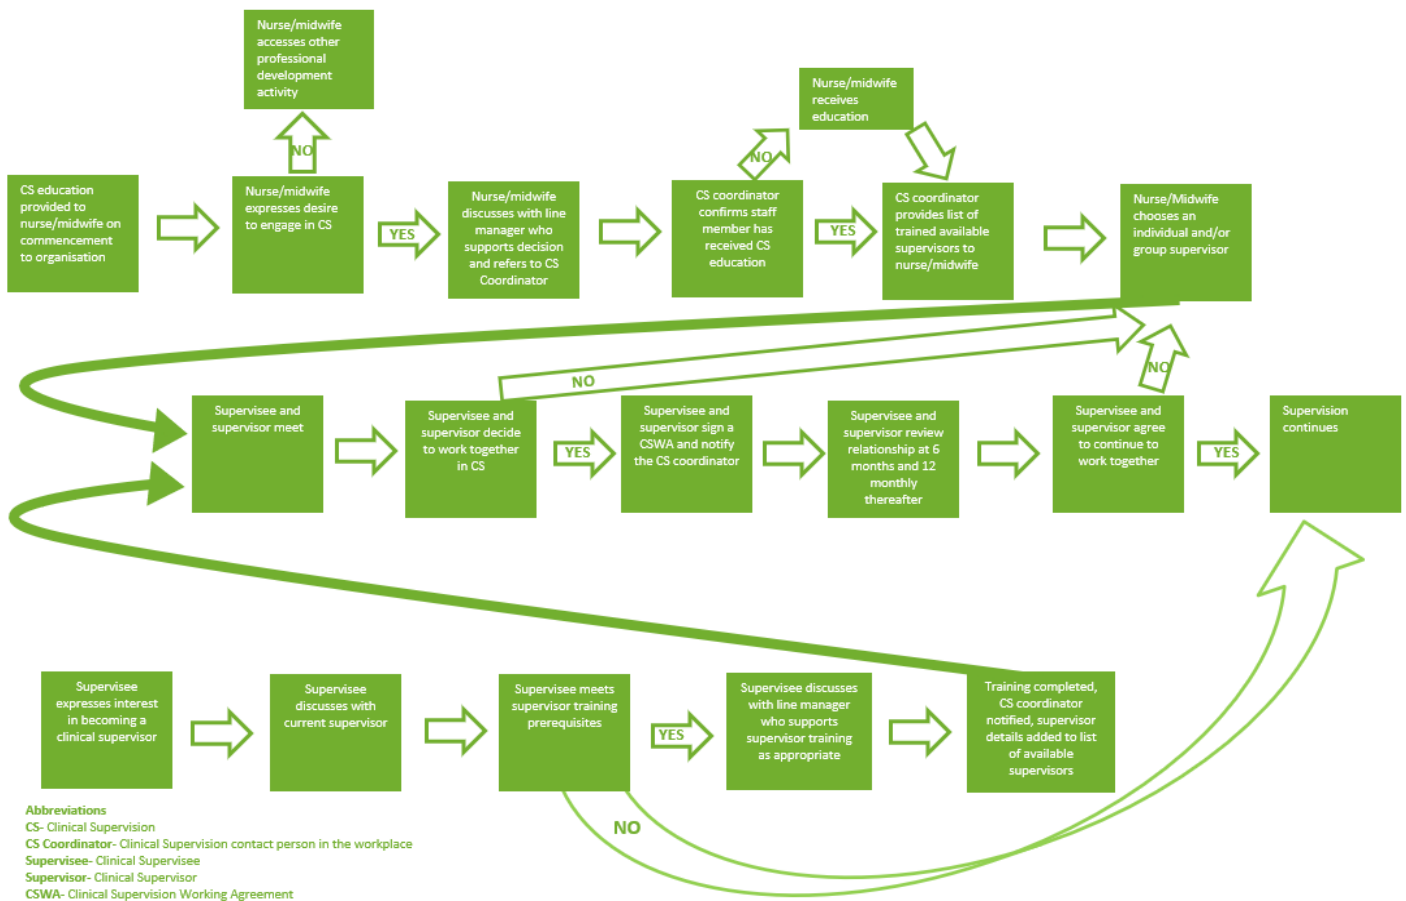 Nurse/midwife
accesses other
professional
development
activity
Nurse/midwife
receives
education
NO
NO
CS education
provided to
nurse/midwife on
commencement
to organisation
Nurse/midwife
expresses desire
to engage in CS
YES
Nurse/midwife
discusses with line
manager who
supports decision
and refers to CS
Coordinator
CS coordinator
confirms staff
member has
received CS
education
YES
CS coordinator
provides list of
trained available
supervisors to
nurse/midwife
Nurse/Midwife
chooses an
individual and/or
group supervisor
NO
NO
Supervisee and
supervisor meet
Supervisee and
supervisor decide
to work together
in CS
YES
Supervisee and
supervisor sign a
CSWA and notify
the CS coordinator
Supervisee and
supervisor review
relationship at 6
months and 12
monthly
thereafter
Supervisee and
supervisor agree
to continue to
work together
YES
Supervision
continues
Supervisee
expresses interest
in becoming a
clinical supervisor
Supervisee
discusses with
current supervisor
Supervisee meets
supervisor training
prerequisites
YES
Supervisee discusses
with line manager
who supports
supervisor training
as appropriate
Training completed,
CS coordinator
notified, supervisor
details added to list
of available
supervisors
NO
Abbreviations
CS- Clinical Supervision
CS Coordinator- Clinical Supervision contact person in the workplace
Supervisee- Clinical Supervisee
Supervisor- Clinical Supervisor
CSWA- Clinical Supervision Working Agreement